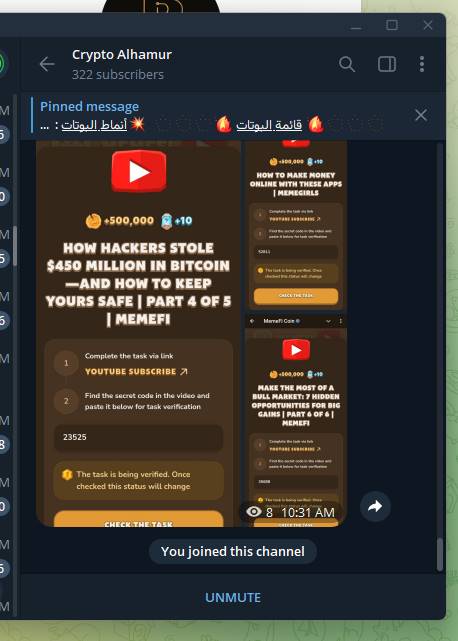 Crypto Alhamur
322 subscribers
Pinned message
💥 أنماط البوتات : ... 🔥 قائمة البوتات 🔥
+500,000 +10
HOW HACKERS STOLE
$450 MILLION IN BITCOIN
—AND HOW TO KEEP
YOURS SAFE | PART 4 OF 5
| MEMEFI
1 Complete the task via link
YOUTUBE SUBSCRIBE ↗
2 Find the secret code in the video and
paste it below for task verification
23525
The task is being verified. Once
checked this status will change
CHECK THE TASK
+500,000 +10
HOW TO MAKE MONEY
ONLINE WITH THESE APPS
| MEMEGIRLS
1 Complete the task via link
YOUTUBE SUBSCRIBE ↗
2 Find the secret code in the video and
paste it below for task verification
The task is being verified. Once
checked this status will change
CHECK THE TASK
MemeFi Coin
+500,000 +10
MAKE THE MOST OF A
BULL MARKET: 7 HIDDEN
OPPORTUNITIES FOR BIG
GAINS | PART 6 OF 6 |
MEMEFI
1 Complete the task via link
YOUTUBE SUBSCRIBE ↗
2 Find the secret code in the video and
paste it below for task verification
The task is being verified. Once
8 10:31 AM
You joined this channel
UNMUTE